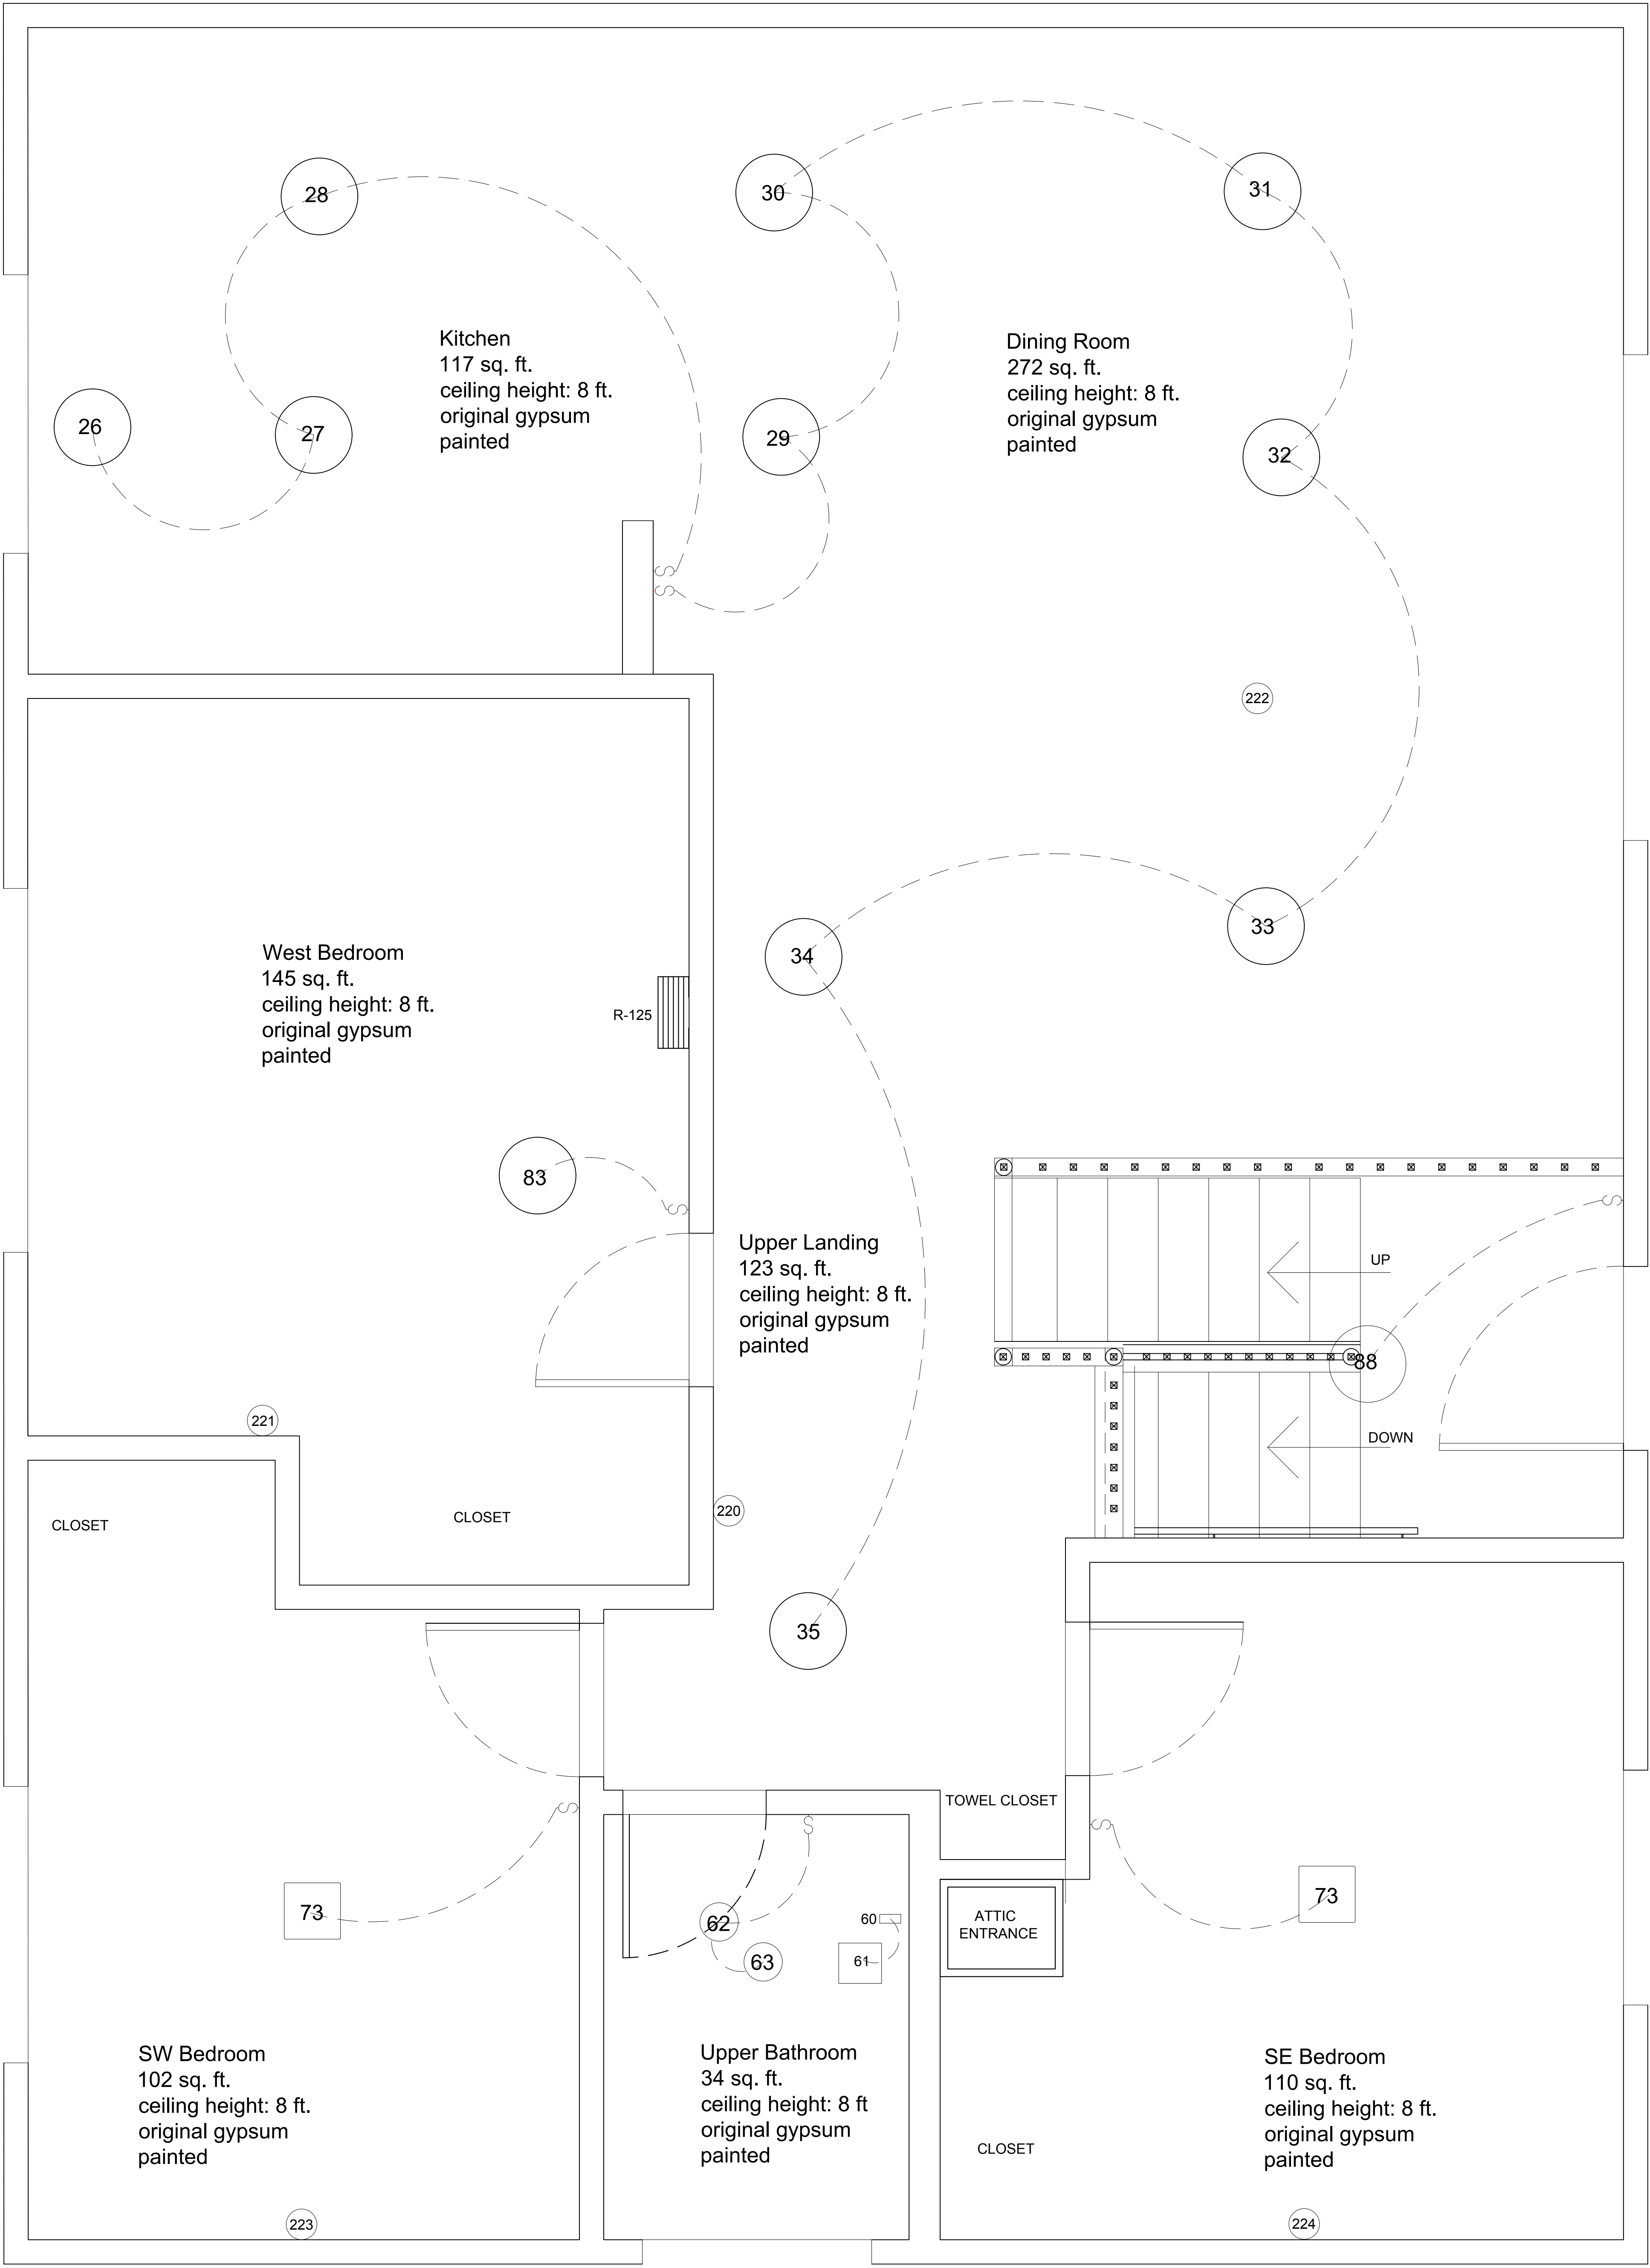 28
30
31
Kitchen
117 sq. ft.
ceiling height: 8 ft.
original gypsum
painted
Dining Room
272 sq. ft.
ceiling height: 8 ft.
original gypsum
painted
26
27
29
32
S
S
222
33
34
West Bedroom
145 sq. ft.
ceiling height: 8 ft.
original gypsum
painted
R-125
83
S
S
Upper Landing
123 sq. ft.
ceiling height: 8 ft.
original gypsum
painted
UP
88
DOWN
221
220
CLOSET
CLOSET
35
TOWEL CLOSET
S
S
S
73
62
63
60
61
ATTIC
ENTRANCE
73
SW Bedroom
102 sq. ft.
ceiling height: 8 ft.
original gypsum
painted
Upper Bathroom
34 sq. ft.
ceiling height: 8 ft
original gypsum
painted
SE Bedroom
110 sq. ft.
ceiling height: 8 ft.
original gypsum
painted
CLOSET
223
224